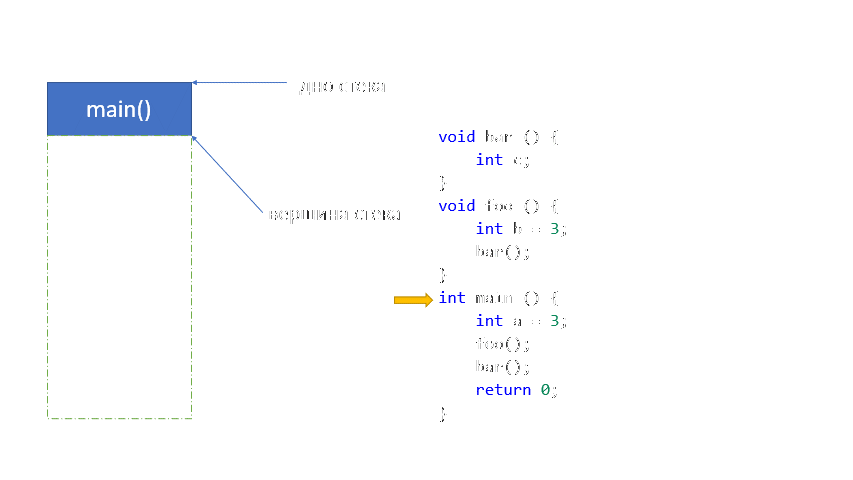 дно стека
main()
вершина стека
void bar () {
int c;
}
void foo () {
int b = 3;
bar();
}
int main () {
int a = 3;
foo();
bar();
return 0;
}